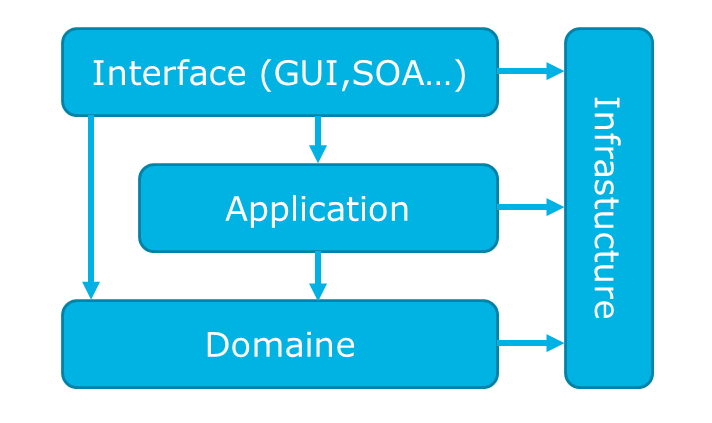 Interface (GUI,SOA…)
Application
Domaine
Infrastucture